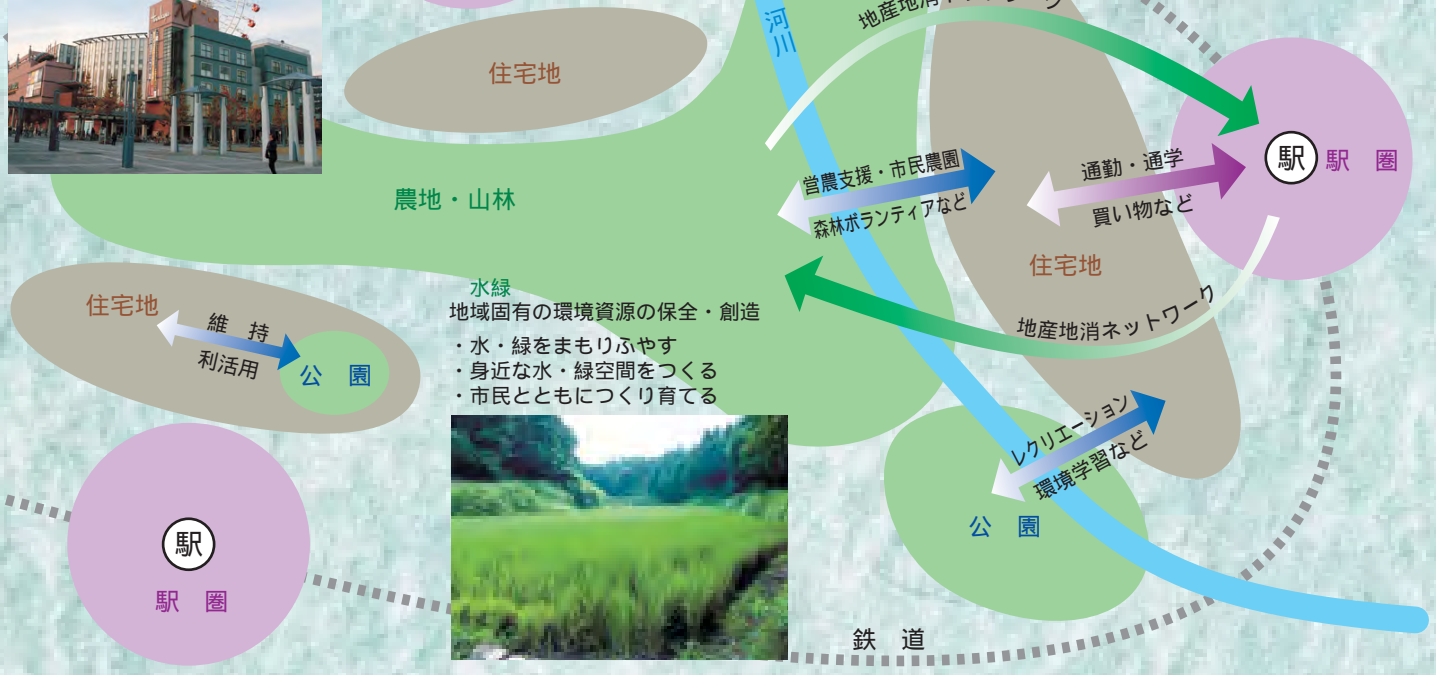 河川
住宅地
農地・山林
営農支援・市民農園
森林ボランティアなど
通勤・通学
買い物など
駅
駅 圏
住宅地
地産地消ネットワーク
住宅地
維 持
利活用
公 園
水緑
地域固有の環境資源の保全・創造
・水・緑をまもりふやす
・身近な水・緑空間をつくる
・市民とともにつくり育てる
レクリエーション
環境学習など
公 園
駅
駅 圏
鉄 道